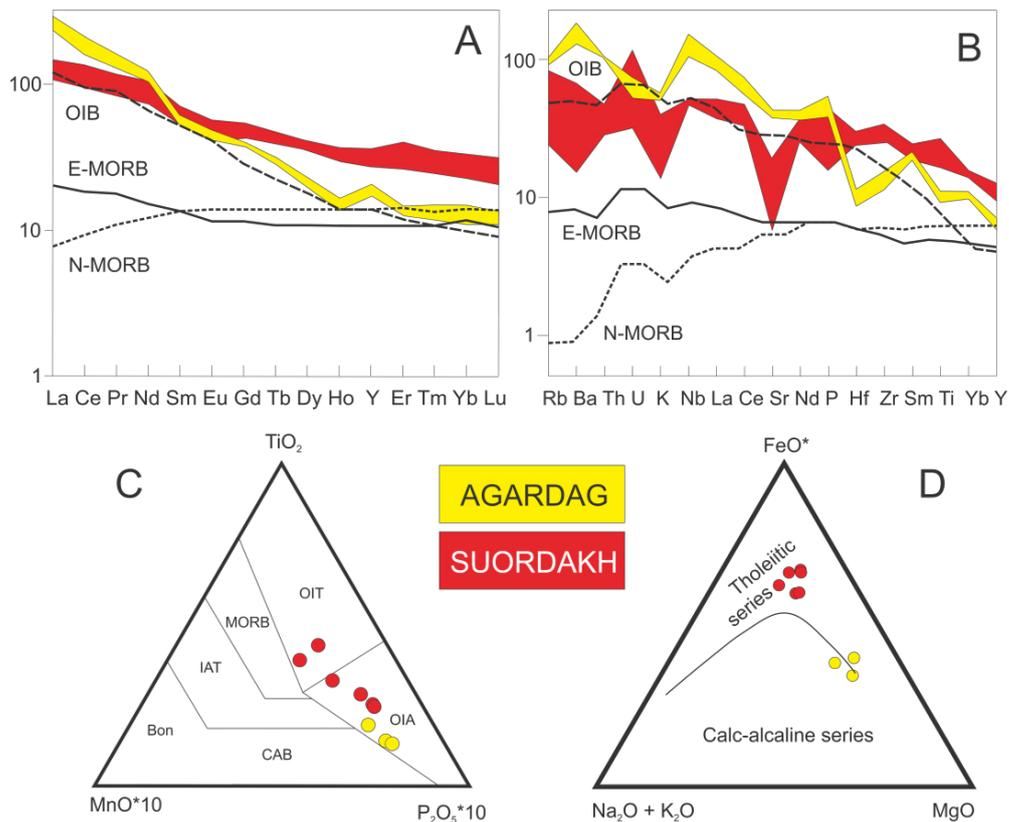 A
100
OIB
E-MORB
10
N-MORB
1
La Ce Pr Nd Sm Eu Gd Tb Dy Ho Y Er Tm Yb Lu
B
100
OIB
10
E-MORB
N-MORB
1
Rb Ba Th U K Nb La Ce Sr Nd P Hf Zr Sm Ti Yb Y
C
TiO₂
OIT
MORB
IAT
OIA
Bon
CAB
MnO*10
P₂O₅*10
AGARDAG
SUORDAKH
D
FeO*
Tholeiitic
series
Calc-alcaline series
Na₂O + K₂O
MgO